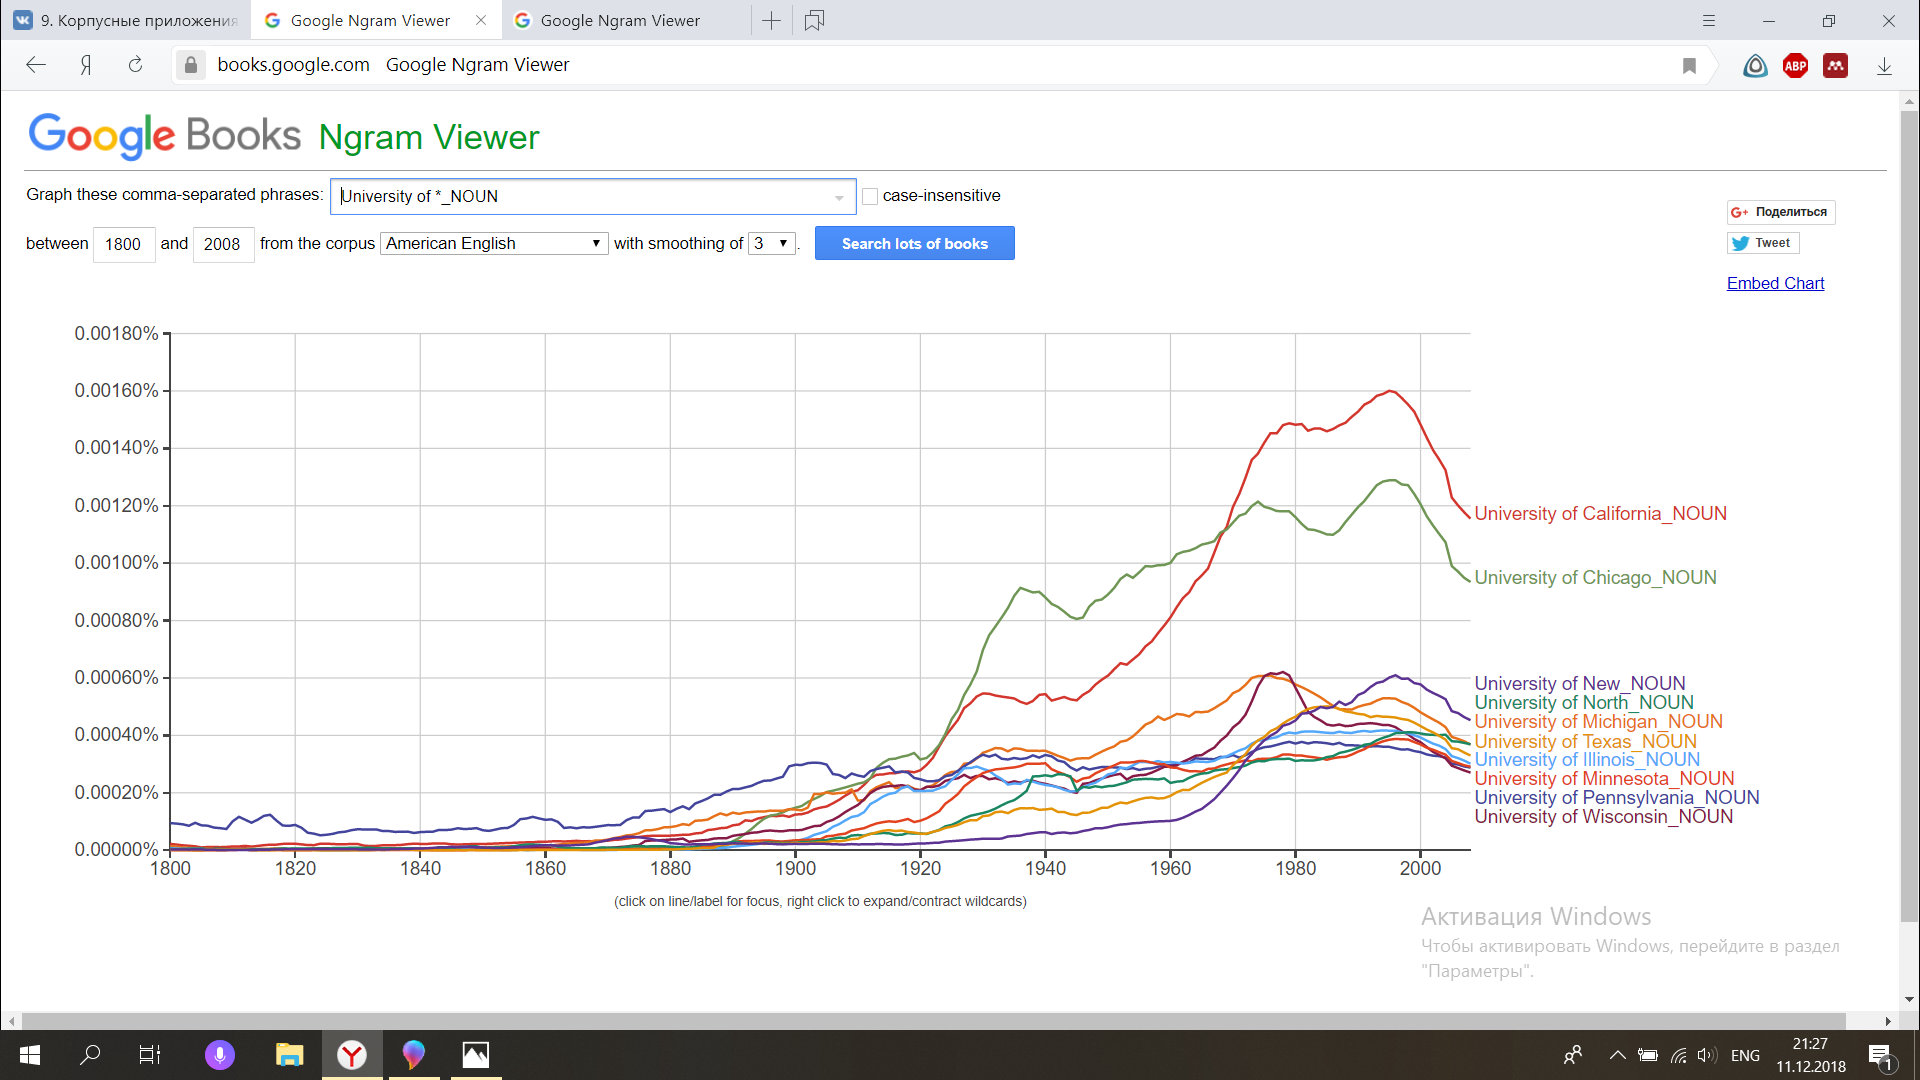 9. Корпусные приложения
Google Ngram Viewer
Google Ngram Viewer
books.google.com Google Ngram Viewer
ABP
Google Books Ngram Viewer
Graph these comma-separated phrases: University of *_NOUN case-insensitive
between 1800 and 2008 from the corpus American English with smoothing of 3 . Search lots of books
G+ Поделиться
Tweet
Embed Chart
0.00180%
0.00160%
0.00140%
0.00120%
0.00100%
0.00080%
0.00060%
0.00040%
0.00020%
0.00000%
1800 1820 1840 1860 1880 1900 1920 1940 1960 1980 2000
University of California_NOUN
University of Chicago_NOUN
University of New_NOUN
University of North_NOUN
University of Michigan_NOUN
University of Texas_NOUN
University of Illinois_NOUN
University of Minnesota_NOUN
University of Pennsylvania_NOUN
University of Wisconsin_NOUN
(click on line/label for focus, right click to expand/contract wildcards)
Активация Windows
Чтобы активировать Windows, перейдите в раздел
"Параметры".
ENG
21:27
11.12.2018
1